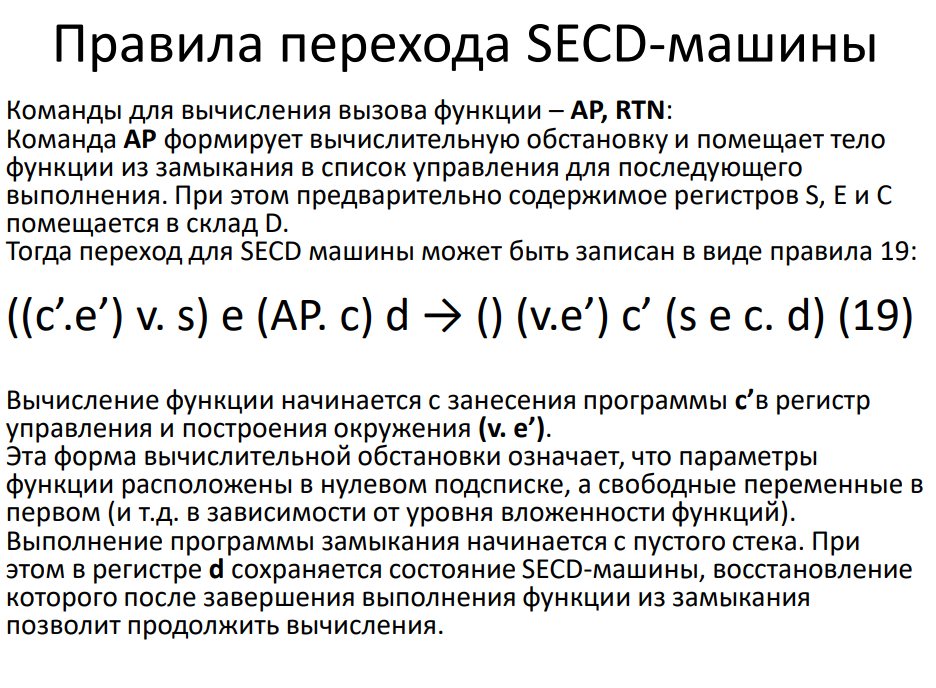 Правила перехода SECD-машины
Команды для вычисления вызова функции – AP, RTN:
Команда AP формирует вычислительную обстановку и помещает тело
функции из замыкания в список управления для последующего
выполнения. При этом предварительно содержимое регистров S, E и C
помещается в склад D.
Тогда переход для SECD машины может быть записан в виде правила 19:
((c’.e’) v. s) e (AP. c) d → () (v.e’) c’ (s e c. d) (19)
Вычисление функции начинается с занесения программы c’в регистр
управления и построения окружения (v. e’).
Эта форма вычислительной обстановки означает, что параметры
функции расположены в нулевом подсписке, а свободные переменные в
первом (и т.д. в зависимости от уровня вложенности функций).
Выполнение программы замыкания начинается с пустого стека. При
этом в регистре d сохраняется состояние SECD-машины, восстановление
которого после завершения выполнения функции из замыкания
позволит продолжить вычисления.